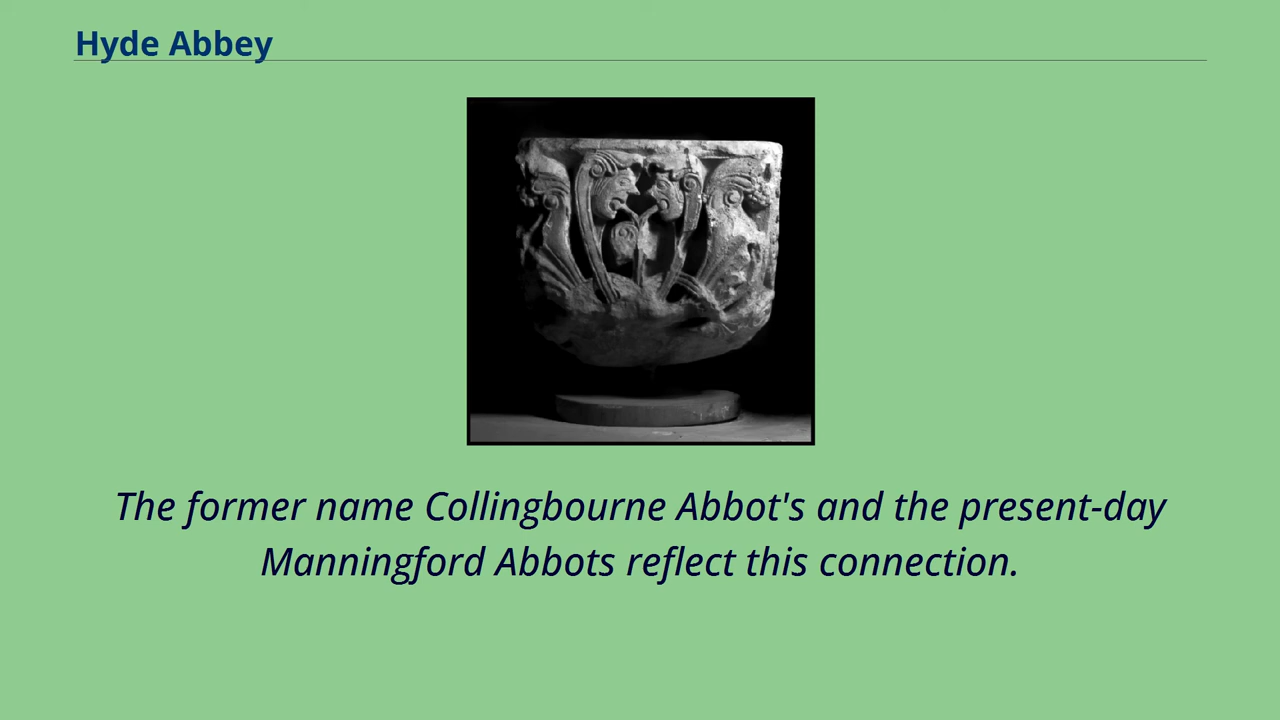 Hyde Abbey
The former name Collingbourne Abbot's and the present-day
Manningford Abbots reflect this connection.